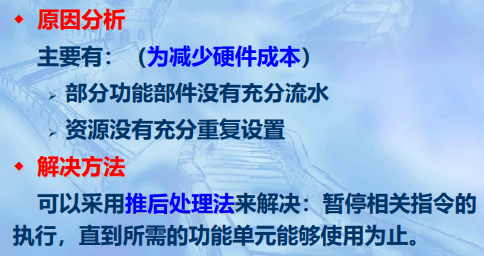 ◆ 原因分析
主要有：（为减少硬件成本）
➢ 部分功能部件没有充分流水
➢ 资源没有充分重复设置
◆ 解决方法
可以采用推后处理法来解决：暂停相关指令的
执行，直到所需的功能单元能够使用为止。